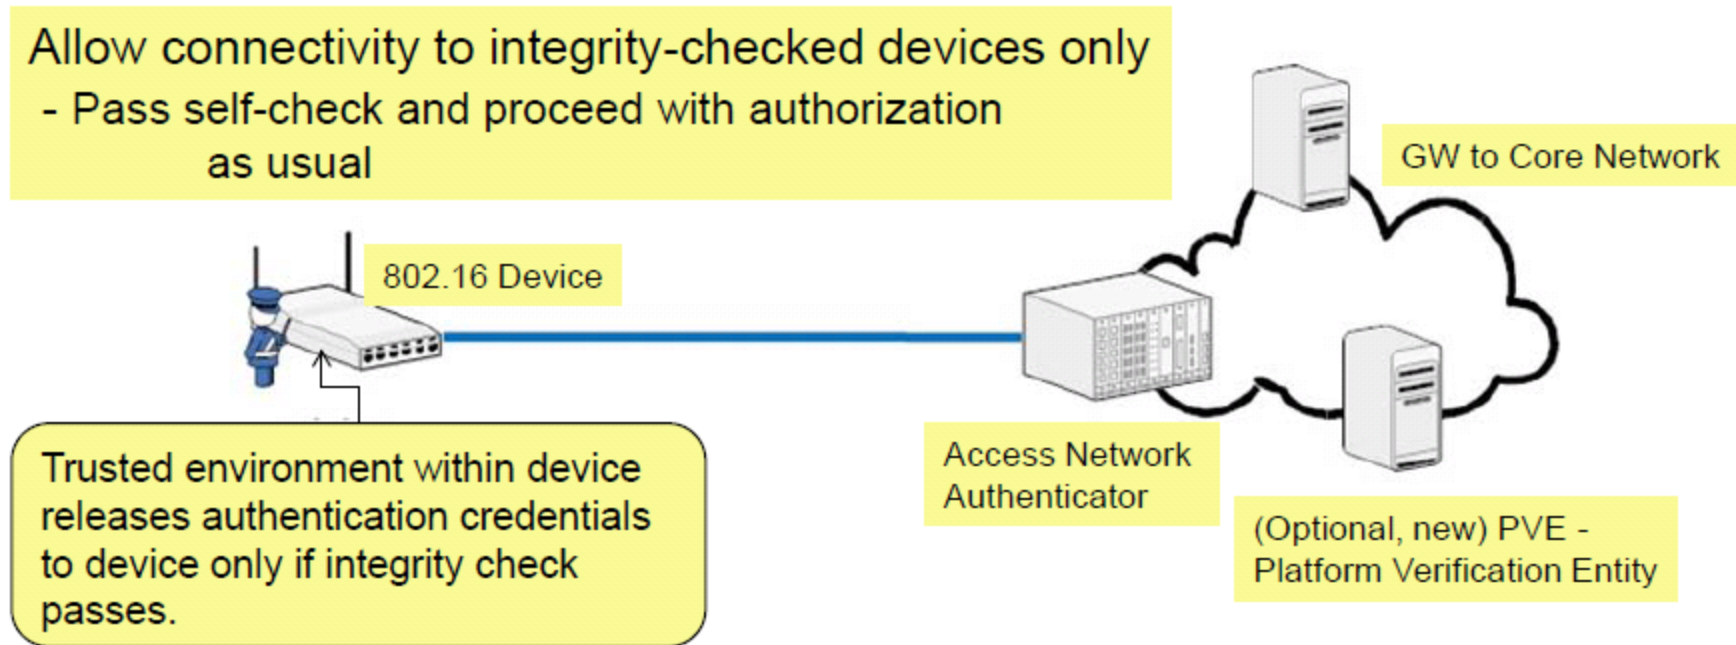 Allow connectivity to integrity-checked devices only
- Pass self-check and proceed with authorization
as usual
GW to Core Network
802.16 Device
Trusted environment within device
releases authentication credentials
to device only if integrity check
passes.
Access Network
Authenticator
(Optional, new) PVE -
Platform Verification Entity